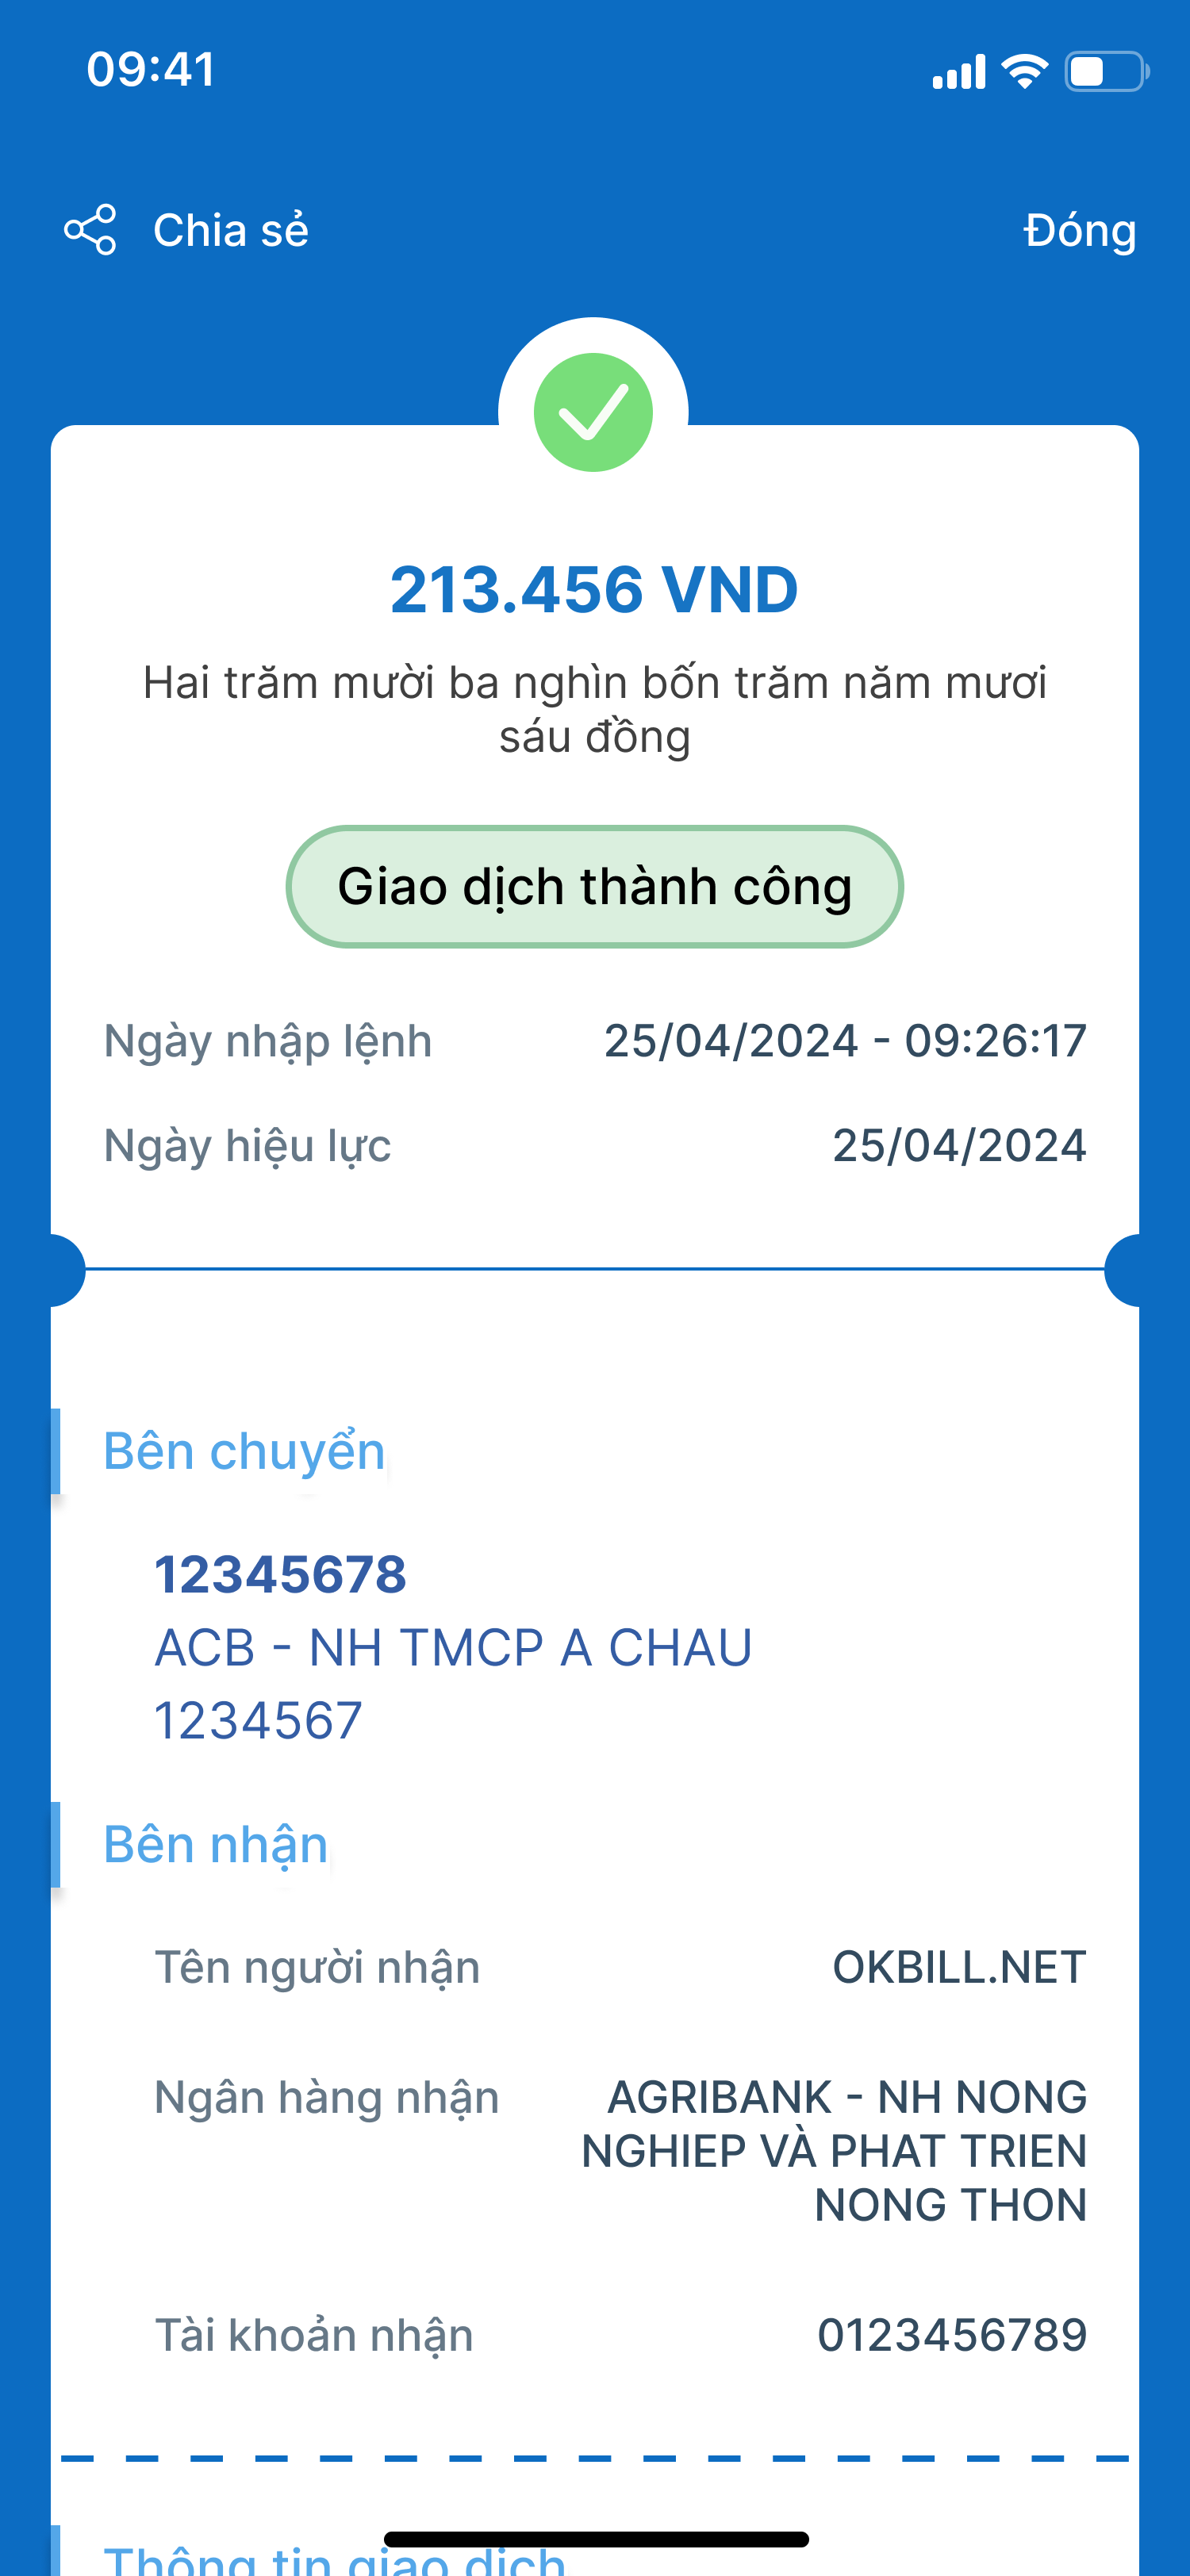 09:41
Chia sẻ
Đóng
213.456 VND
Hai trăm mười ba nghìn bốn trăm năm mươi
sáu đồng
Giao dịch thành công
Ngày nhập lệnh
25/04/2024 - 09:26:17
Ngày hiệu lực
25/04/2024
Bên chuyển
12345678
ACB - NH TMCP A CHAU
1234567
Bên nhận
Tên người nhận
OKBILL.NET
Ngân hàng nhận
AGRIBANK - NH NONG
NGHIEP VÀ PHAT TRIEN
NONG THON
Tài khoản nhận
0123456789
Thông tin giao dịch